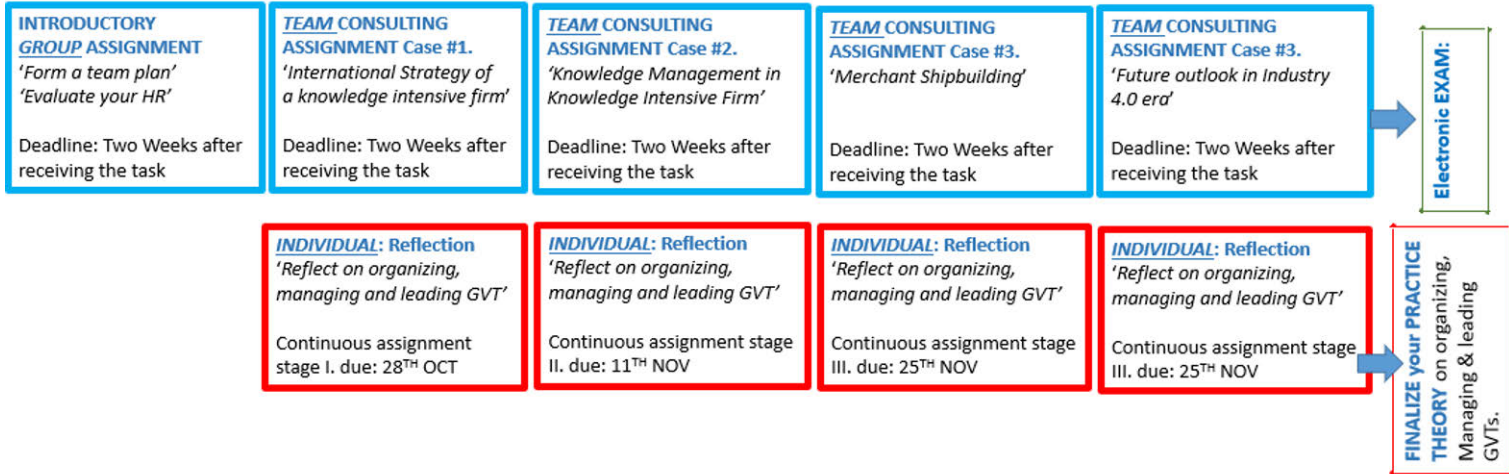 INTRODUCTORY
GROUP ASSIGNMENT
‘Form a team plan’
‘Evaluate your HR’
Deadline: Two Weeks after
receiving the task
TEAM CONSULTING
ASSIGNMENT Case #1.
‘International Strategy of
a knowledge intensive firm’
Deadline: Two Weeks after
receiving the task
TEAM CONSULTING
ASSIGNMENT Case #2.
‘Knowledge Management in
Knowledge Intensive Firm’
Deadline: Two Weeks after
receiving the task
TEAM CONSULTING
ASSIGNMENT Case #3.
‘Merchant Shipbuilding’
Deadline: Two Weeks after
receiving the task
TEAM CONSULTING
ASSIGNMENT Case #3.
‘Future outlook in Industry
4.0 era’
Deadline: Two Weeks after
receiving the task
Electronic EXAM:
INDIVIDUAL: Reflection
‘Reflect on organizing,
managing and leading GVT’
Continuous assignment
stage I. due: 28TH OCT
INDIVIDUAL: Reflection
‘Reflect on organizing,
managing and leading GVT’
Continuous assignment stage
II. due: 11TH NOV
INDIVIDUAL: Reflection
‘Reflect on organizing,
managing and leading GVT’
Continuous assignment stage
III. due: 25TH NOV
INDIVIDUAL: Reflection
‘Reflect on organizing,
managing and leading GVT’
Continuous assignment stage
III. due: 25TH NOV
FINALIZE your PRACTICE
THEORY on organizing,
Managing & leading
GVTs.